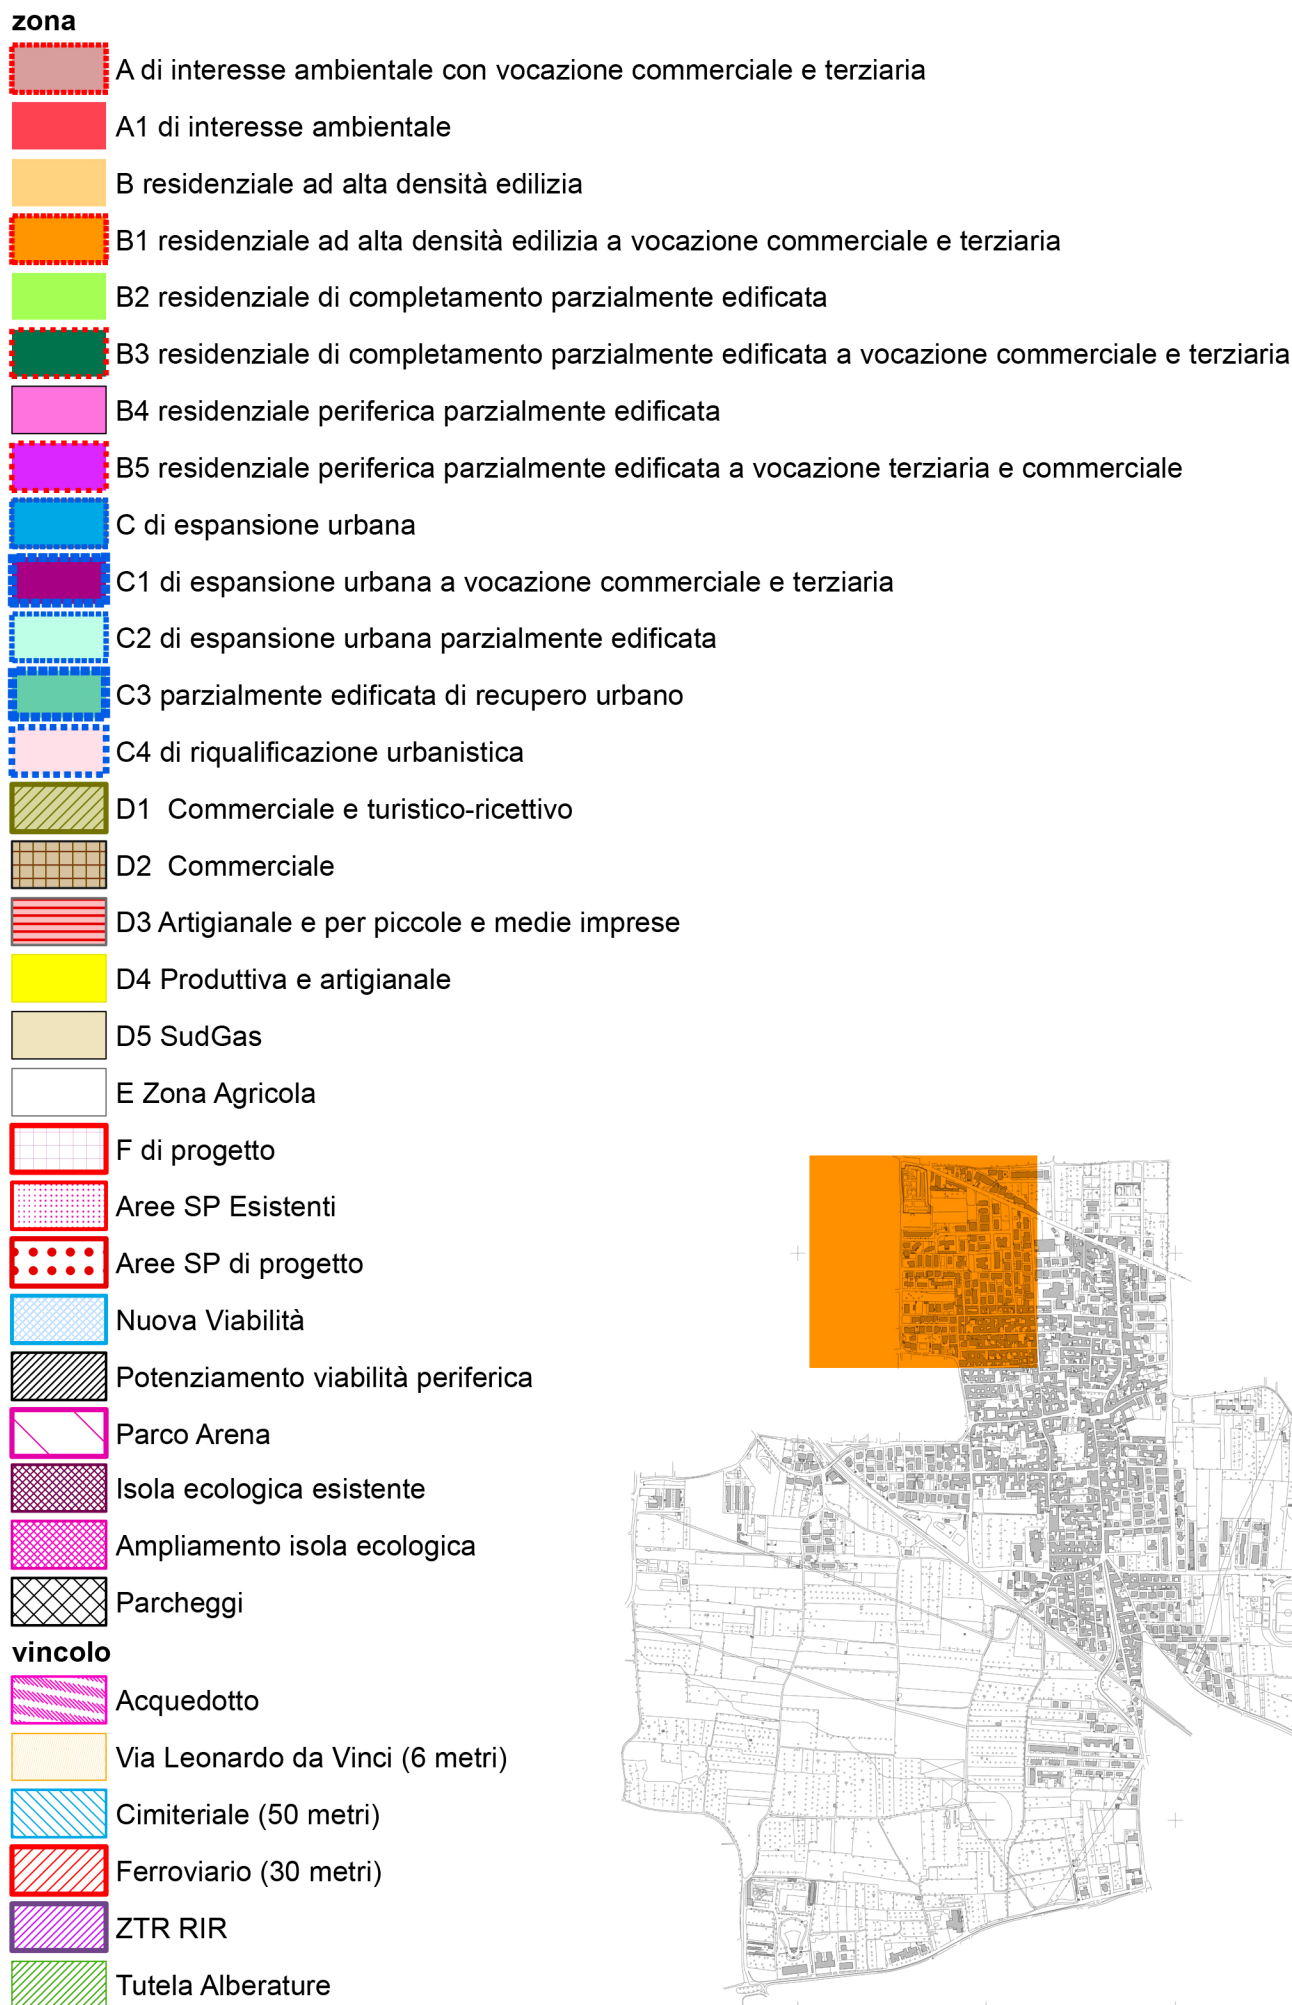 zona
A di interesse ambientale con vocazione commerciale e terziaria
A1 di interesse ambientale
B residenziale ad alta densità edilizia
B1 residenziale ad alta densità edilizia a vocazione commerciale e terziaria
B2 residenziale di completamento parzialmente edificata
B3 residenziale di completamento parzialmente edificata a vocazione commerciale e terziaria
B4 residenziale periferica parzialmente edificata
B5 residenziale periferica parzialmente edificata a vocazione terziaria e commerciale
C di espansione urbana
C1 di espansione urbana a vocazione commerciale e terziaria
C2 di espansione urbana parzialmente edificata
C3 parzialmente edificata di recupero urbano
C4 di riqualificazione urbanistica
D1  Commerciale e turistico-ricettivo
D2  Commerciale
D3 Artigianale e per piccole e medie imprese
D4 Produttiva e artigianale
D5 SudGas
E Zona Agricola
F di progetto
Aree SP Esistenti
Aree SP di progetto
Nuova Viabilità
Potenziamento viabilità periferica
Parco Arena
Isola ecologica esistente
Ampliamento isola ecologica
Parcheggi
vincolo
Acquedotto
Via Leonardo da Vinci (6 metri)
Cimiteriale (50 metri)
Ferroviario (30 metri)
ZTR RIR
Tutela Alberature